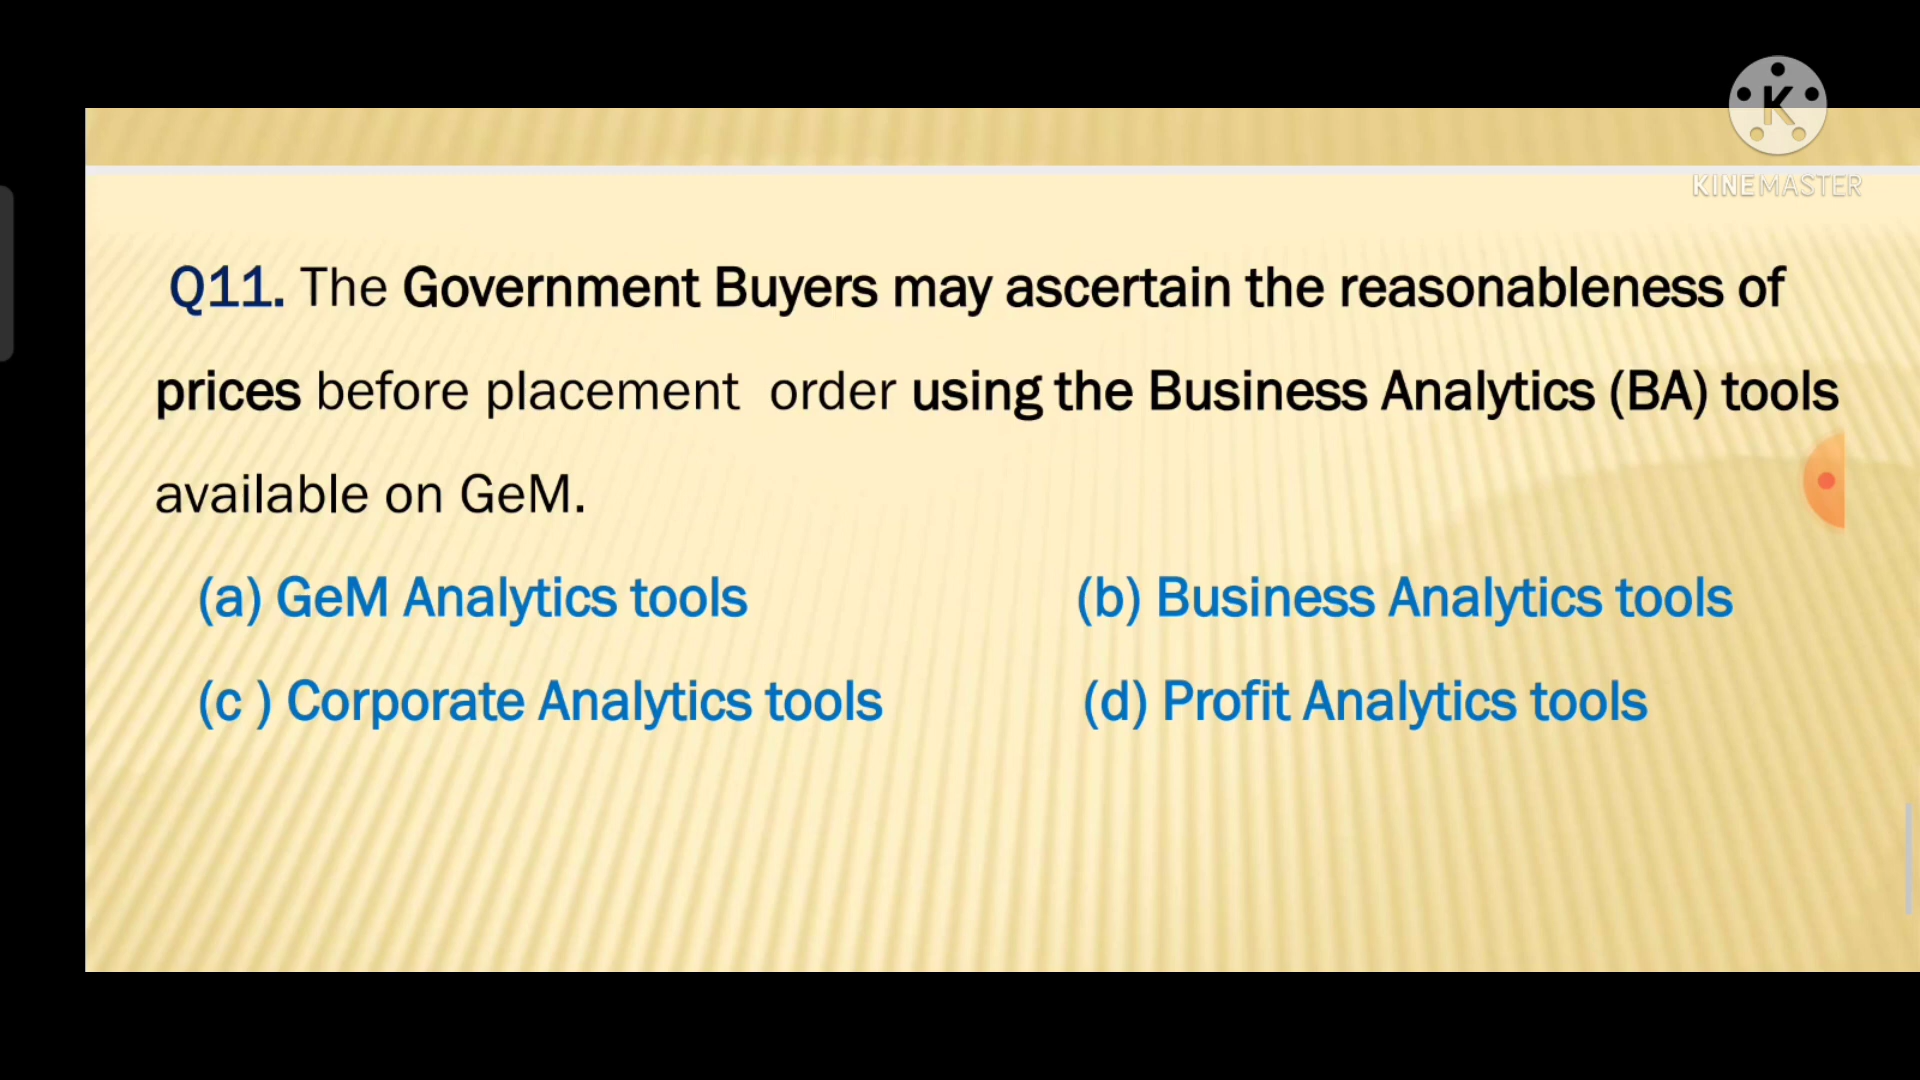 K
KINEMASTER
Q11. The Government Buyers may ascertain the reasonableness of
prices before placement order using the Business Analytics (BA) tools
available on GeM.
(a) GeM Analytics tools (b) Business Analytics tools
(c ) Corporate Analytics tools (d) Profit Analytics tools